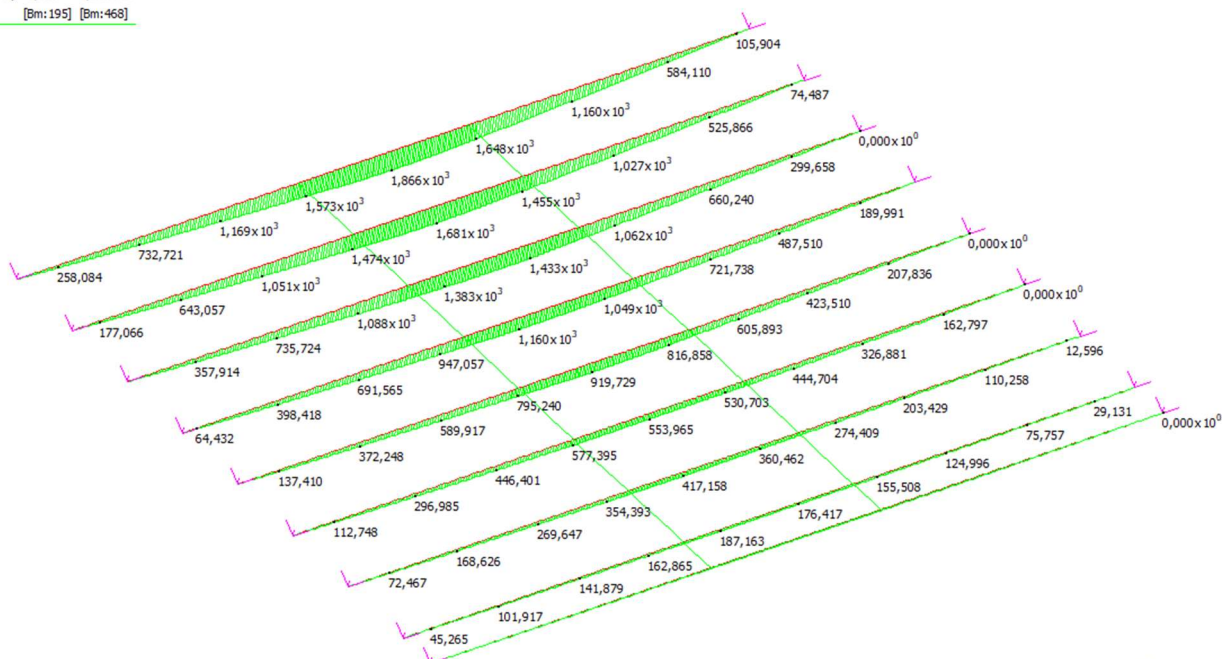 [Bm:195] [Bm:468]
105,904
584,110
1,160x10³
1,648x10³
1,866x10³
1,573x10³
1,169x10³
732,721
258,084
74,487
525,866
1,027x10³
1,455x10³
1,681x10³
1,474x10³
1,051x10³
643,057
177,066
0,000x10⁰
299,658
660,240
1,062x10³
1,433x10³
1,383x10³
1,088x10³
735,724
357,914
189,991
487,510
721,738
1,049x10³
1,160x10³
947,057
691,565
398,418
64,432
0,000x10⁰
207,836
423,510
605,893
816,858
919,729
795,240
589,917
372,248
137,410
0,000x10⁰
162,797
326,881
444,704
530,703
553,965
577,395
446,401
296,985
112,748
12,596
110,258
203,429
274,409
360,462
417,158
354,393
269,647
168,626
72,467
29,131
75,757
124,996
155,508
176,417
187,163
162,865
141,879
101,917
45,265
0,000x10⁰